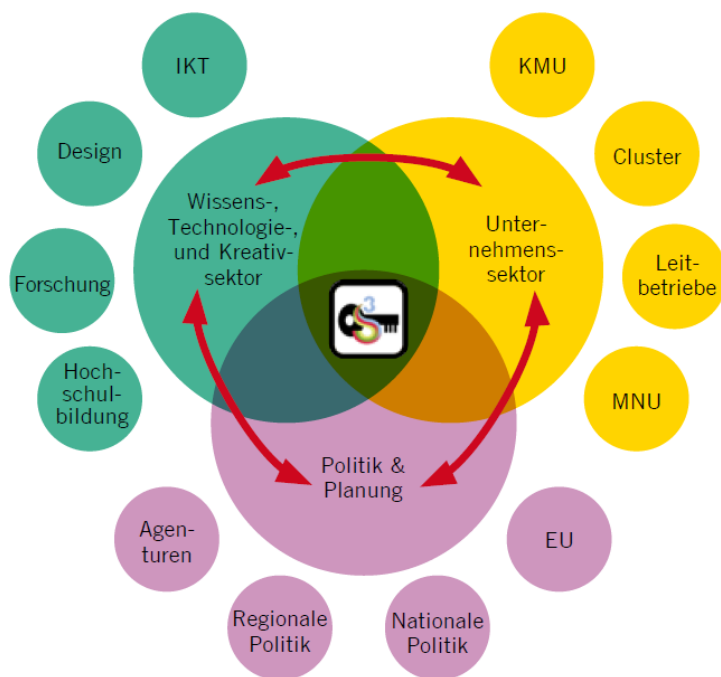 IKT
KMU
Design
Cluster
Wissens-,
Technologie-,
und Kreativ-
sektor
Unter-
nehmens-
sektor
Forschung
Leit-
betriebe
3
S
Hoch-
schul-
bildung
MNU
Politik &
Planung
Agen-
turen
EU
Regionale
Politik
Nationale
Politik